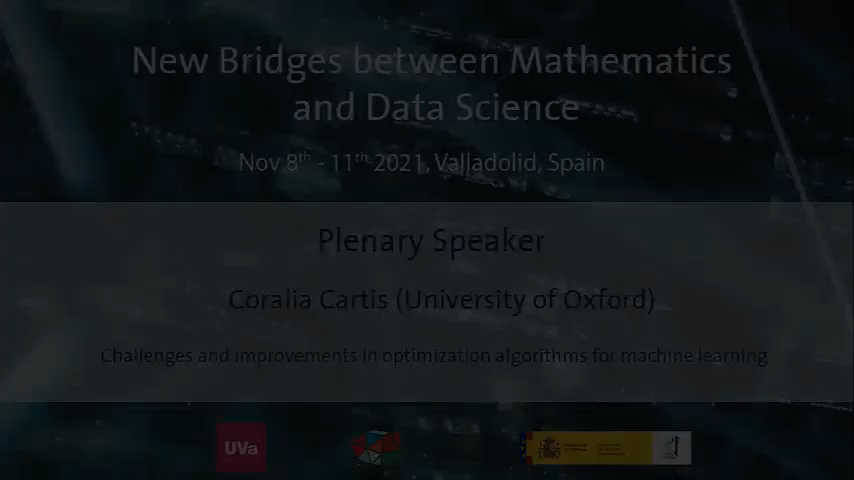 New Bridges between Mathematics
and Data Science
Nov 8th - 11th 2021, Valladolid, Spain
Plenary Speaker
Coralia Cartis (University of Oxford)
Challenges and improvements in optimization algorithms for machine learning
UVa